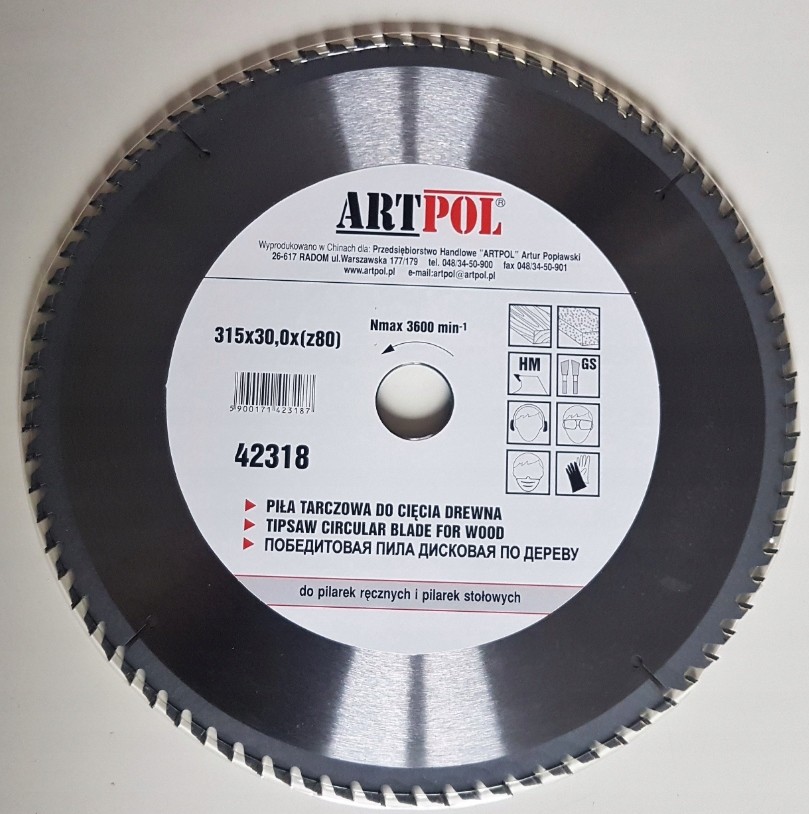 ARTPOL®
Wyprodukowano w Chinach dla: Przedsiębiorstwo Handlowe "ARTPOL" Artur Popławski
26-617 RADOM ul.Warszawska 177/179 tel. 048/34-50-900 fax 048/34-50-901
www.artpol.pl e-mail:artpol@artpol.pl
315x30,0x(z80)
Nmax 3600 min-1
HM
GS
5 900171 423187
42318
PIŁA TARCZOWA DO CIĘCIA DREWNA
TIPSAW CIRCULAR BLADE FOR WOOD
ПОБЕДИТОВАЯ ПИЛА ДИСКОВАЯ ПО ДЕРЕВУ
do pilarek ręcznych i pilarek stołowych